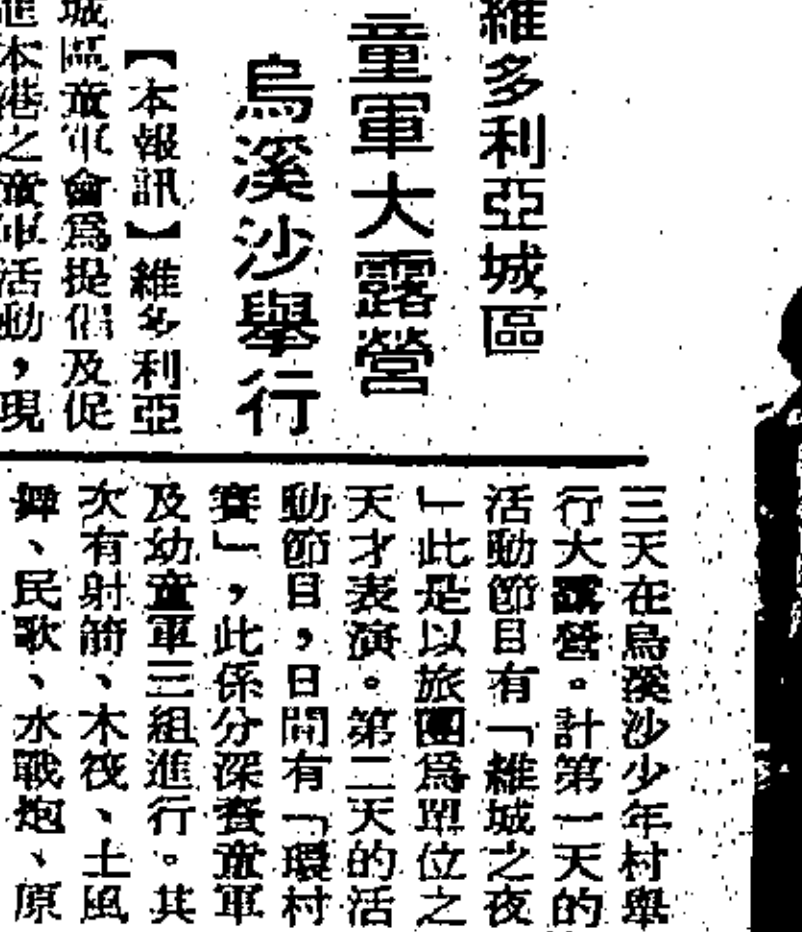 維多利亞城區
童軍大露營
烏溪沙舉行
【本報訊】維多利亞
城區童軍會爲提倡及促
進本港之童軍活動，現
三天在烏溪沙少年村舉
行大露營。計第一天的
活動節目有「維城之夜
」此是以旅團爲單位之
天才表演。第二天的活
動節目，日間有「環村
賽」，此係分深資童軍
及幼童軍三組進行。其
次有射箭、木筏、土風
舞、民歌、水戰炮、原